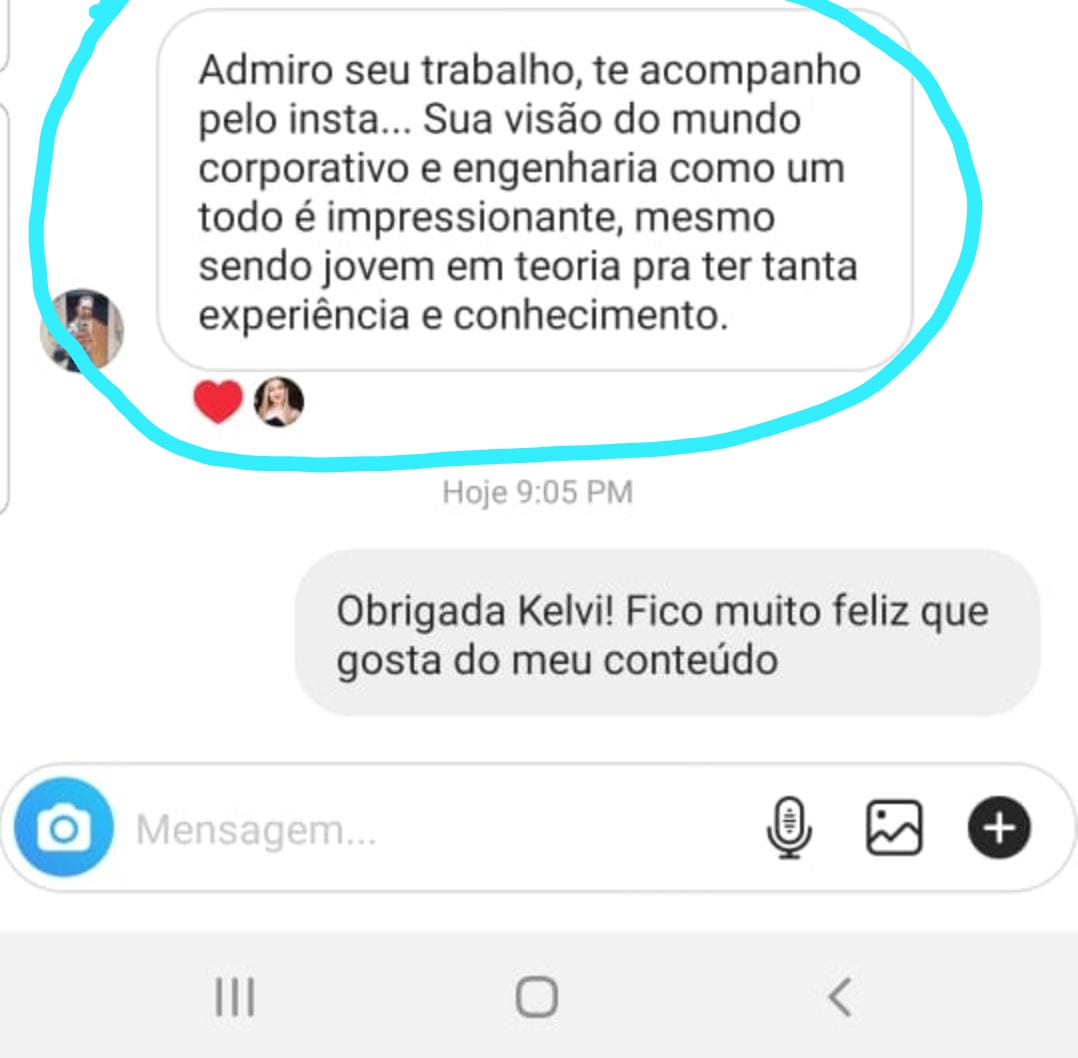 Admiro seu trabalho, te acompanho
pelo insta... Sua visão do mundo
corporativo e engenharia como um
todo é impressionante, mesmo
sendo jovem em teoria pra ter tanta
experiência e conhecimento.
Hoje 9:05 PM
Obrigada Kelvi! Fico muito feliz que
gosta do meu conteúdo
Mensagem...